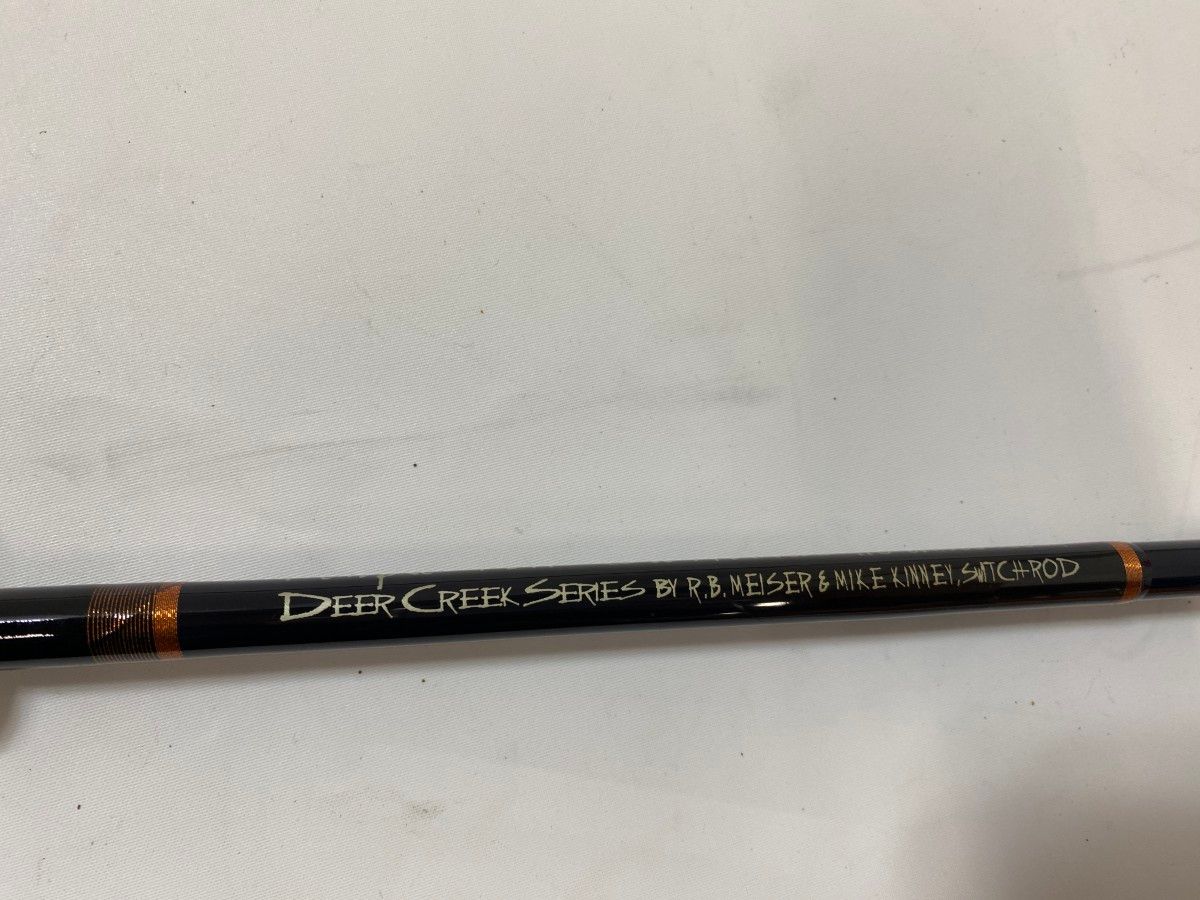 DEER CREEK SERIES BY R.B. MEISER & MIKE KINNEY, SWITCH-ROD